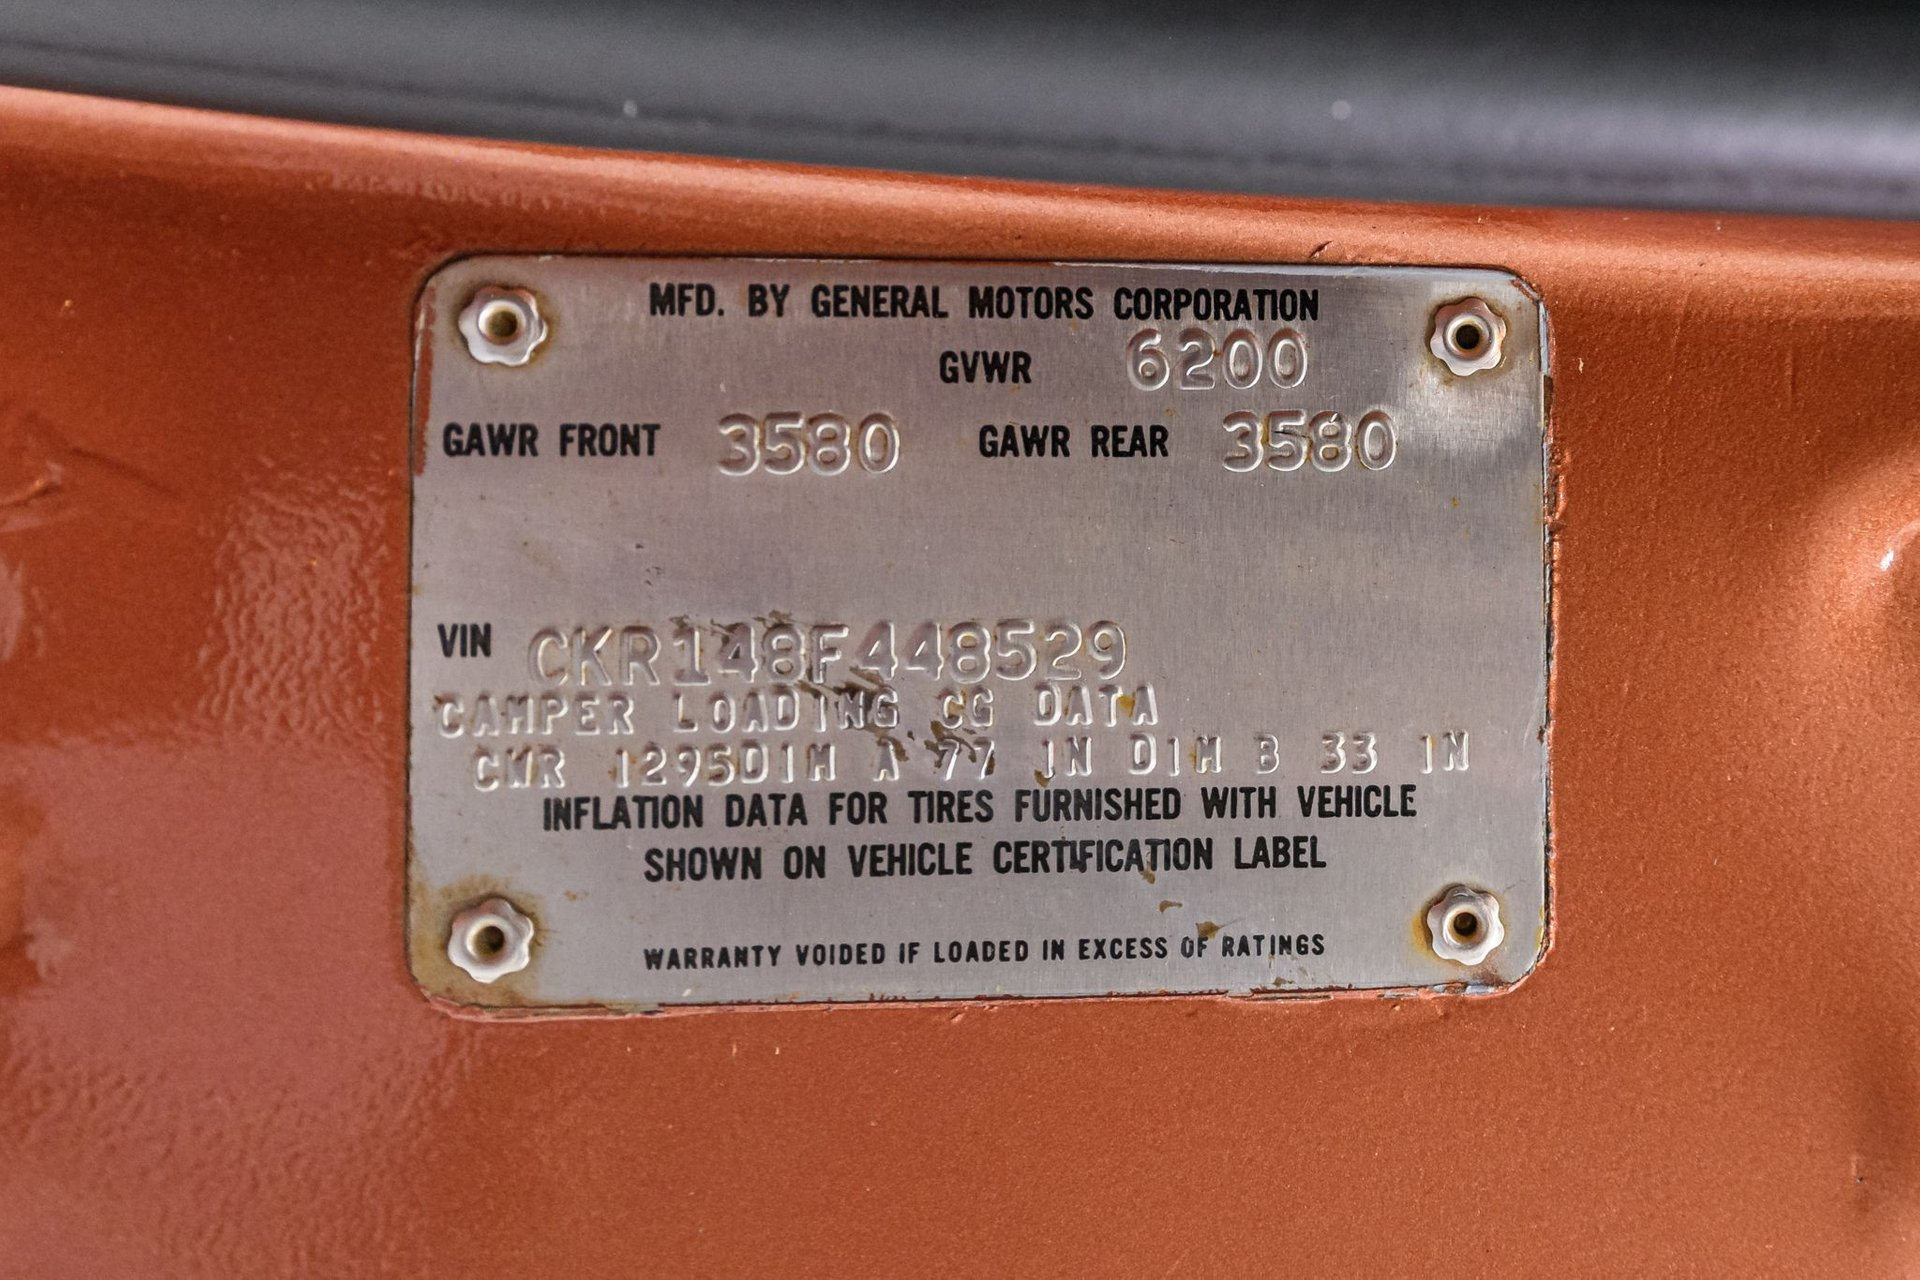 MFD. BY GENERAL MOTORS CORPORATION
GVWR 6200
GAWR FRONT 3580 GAWR REAR 3580
VIN CKR148F448529
CAMPER LOADING CG DATA
CWR 1295DIM A 77 IN DIM B 33 IN
INFLATION DATA FOR TIRES FURNISHED WITH VEHICLE
SHOWN ON VEHICLE CERTIFICATION LABEL
WARRANTY VOIDED IF LOADED IN EXCESS OF RATINGS